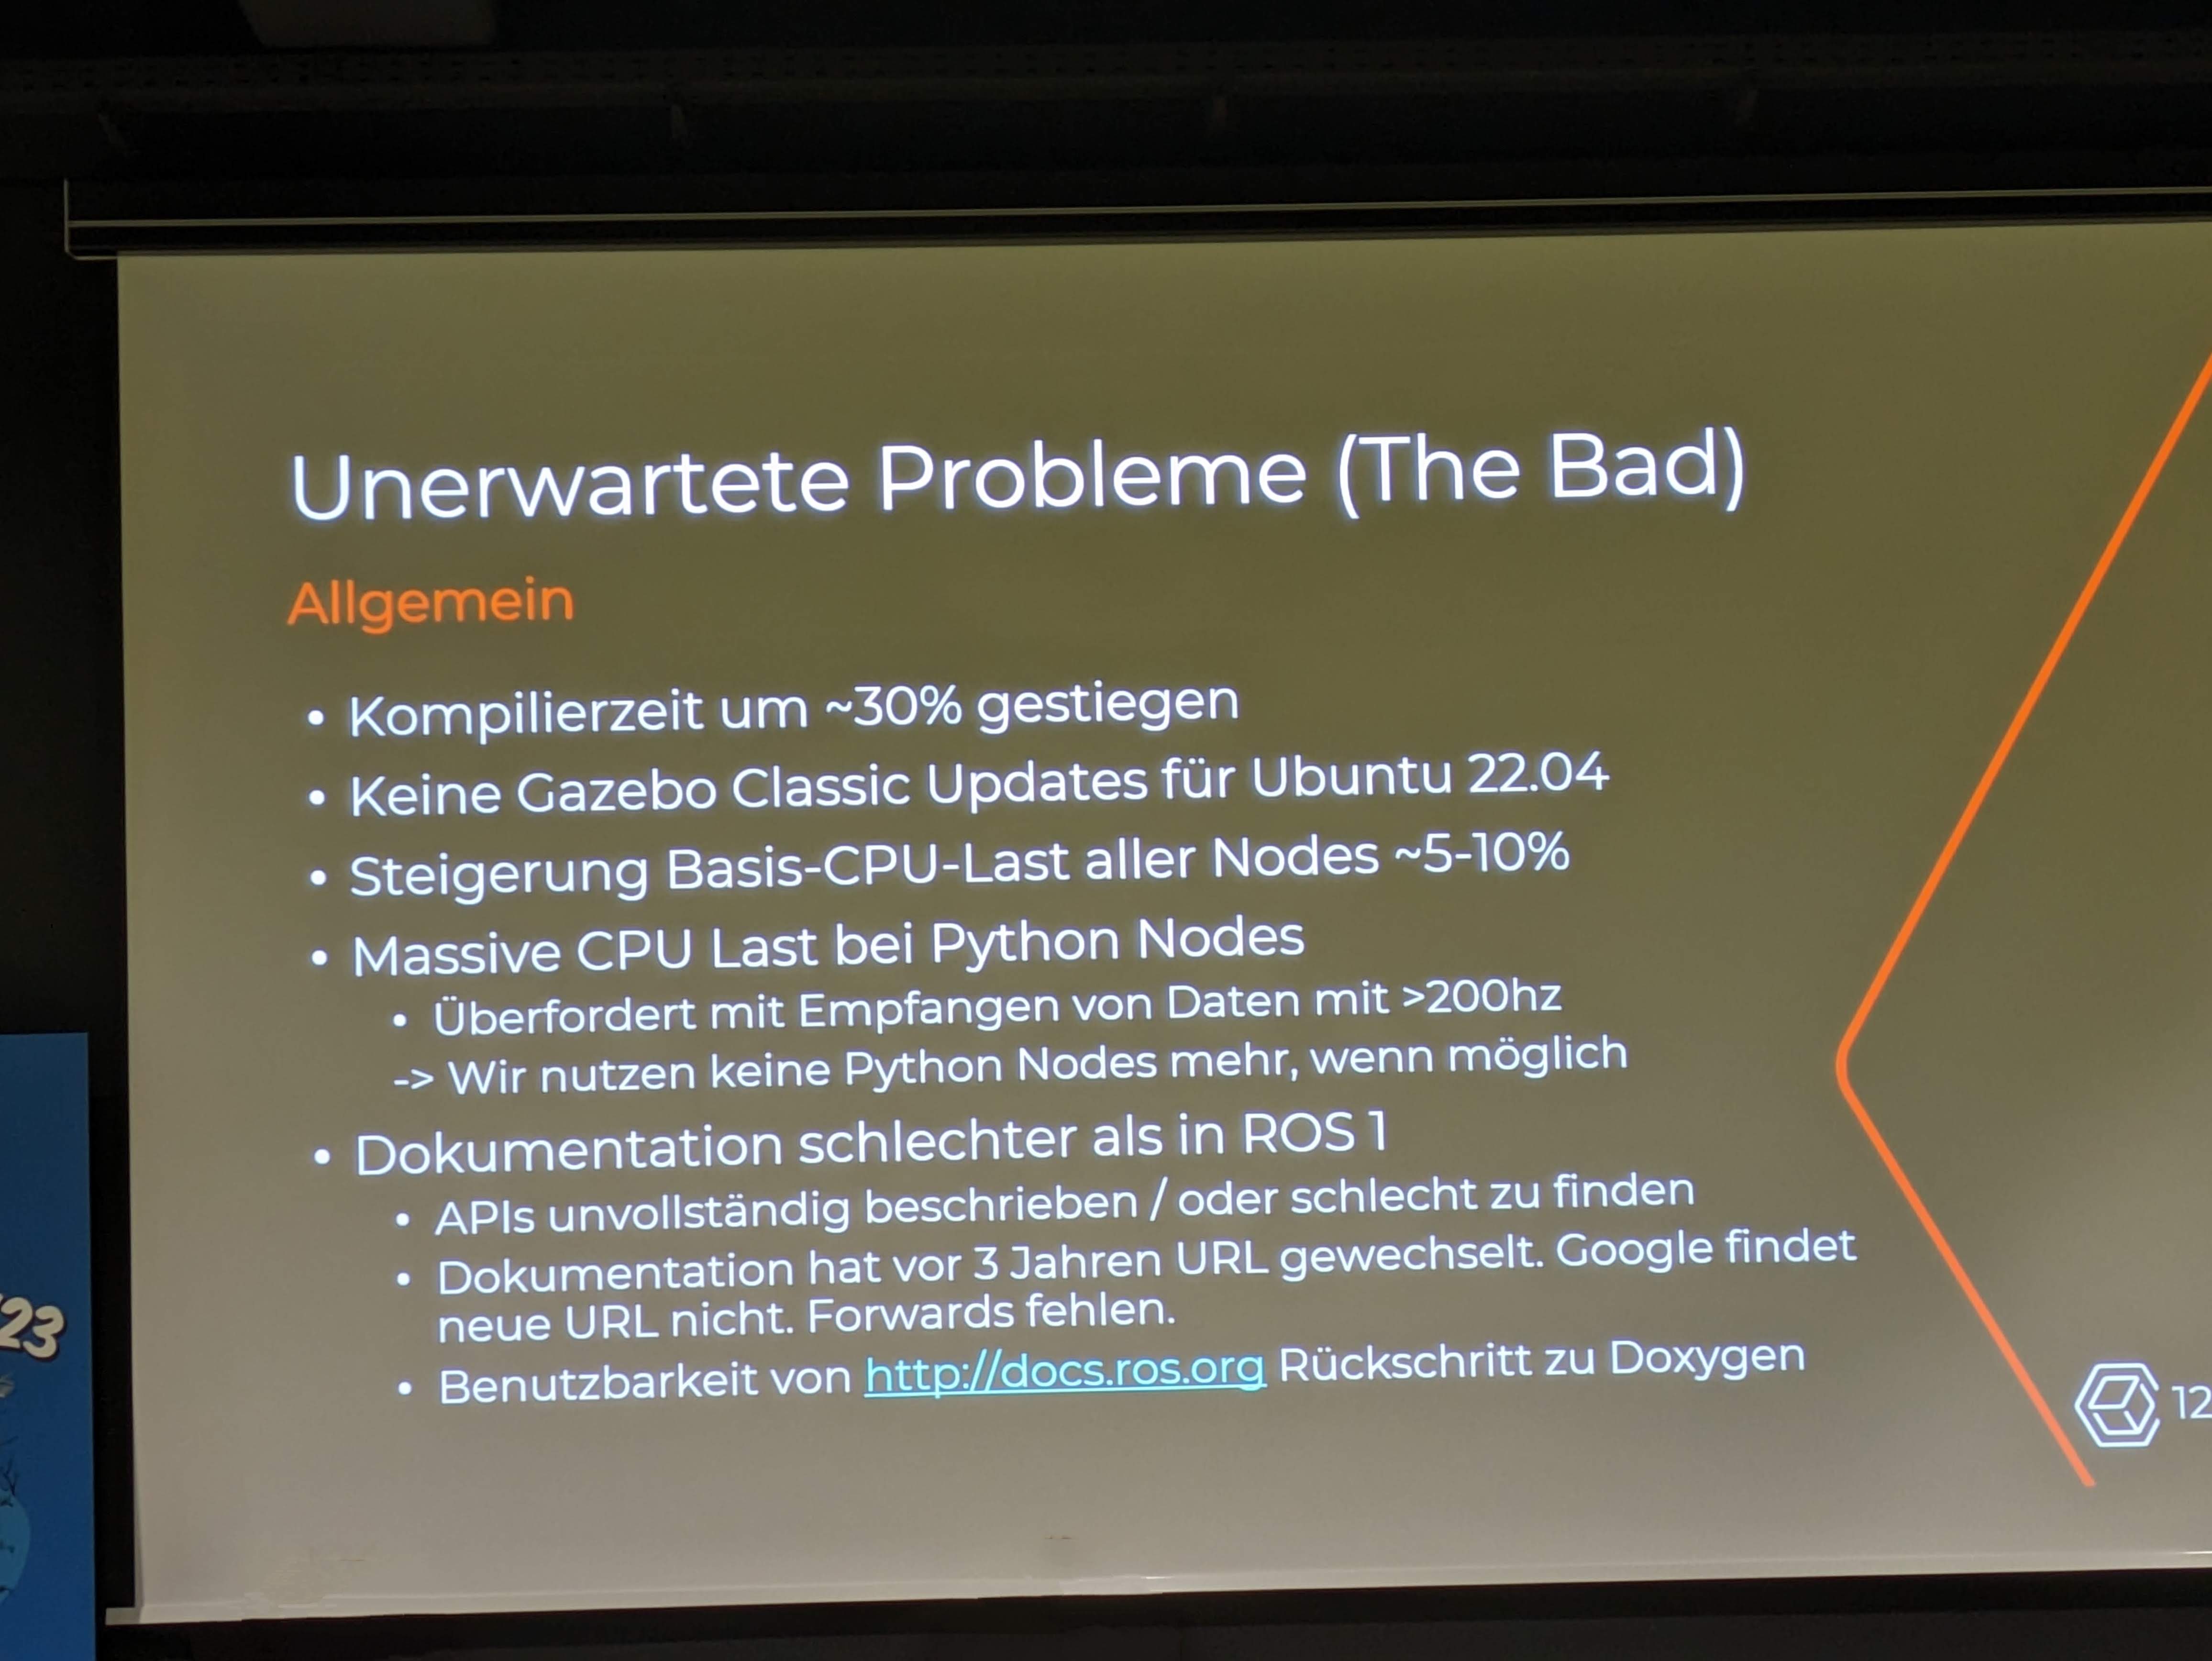 Unerwartete Probleme (The Bad)
Allgemein
• Kompilierzeit um ~30% gestiegen
• Keine Gazebo Classic Updates für Ubuntu 22.04
• Steigerung Basis-CPU-Last aller Nodes ~5-10%
• Massive CPU Last bei Python Nodes
• Überfordert mit Empfangen von Daten mit >200hz
-> Wir nutzen keine Python Nodes mehr, wenn möglich
• Dokumentation schlechter als in ROS 1
• APIs unvollständig beschrieben / oder schlecht zu finden
• Dokumentation hat vor 3 Jahren URL gewechselt. Google findet
neue URL nicht. Forwards fehlen.
• Benutzbarkeit von http://docs.ros.org Rückschritt zu Doxygen
12
23